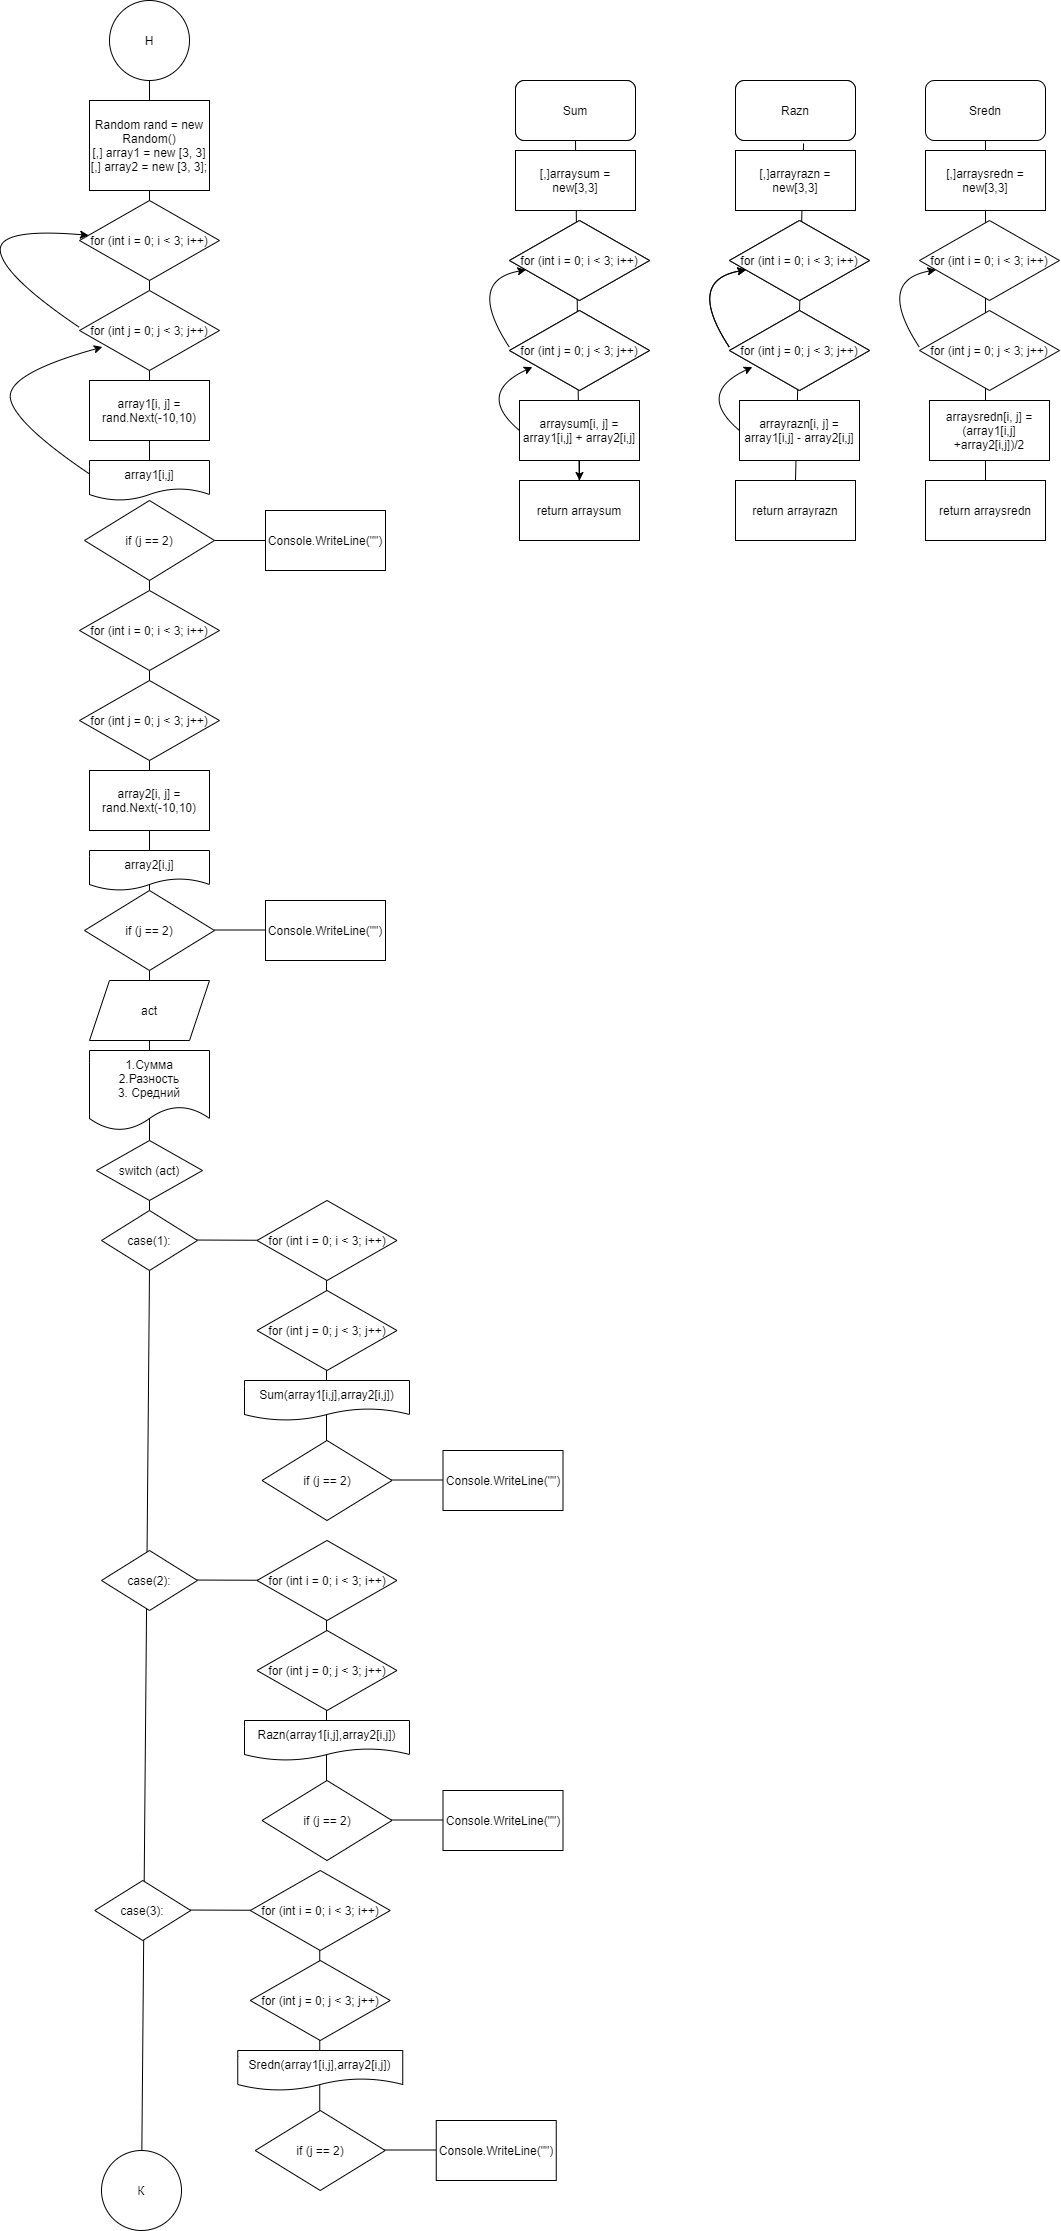 H
Random rand = new
Random()
[,] array1 = new [3, 3]
[,] array2 = new [3, 3];
for (int i = 0; i < 3; i++)
for (int j = 0; j < 3; j++)
array1[i, j] =
rand.Next(-10,10)
array1[i,j]
if (j == 2)
Console.WriteLine("")
for (int i = 0; i < 3; i++)
for (int j = 0; j < 3; j++)
array2[i, j] =
rand.Next(-10,10)
array2[i,j]
if (j == 2)
Console.WriteLine("")
act
1.Сумма
2.Разность
3. Средний
switch (act)
case(1):
for (int i = 0; i < 3; i++)
for (int j = 0; j < 3; j++)
Sum(array1[i,j],array2[i,j])
if (j == 2)
Console.WriteLine("")
case(2):
for (int i = 0; i < 3; i++)
for (int j = 0; j < 3; j++)
Razn(array1[i,j],array2[i,j])
if (j == 2)
Console.WriteLine("")
case(3):
for (int i = 0; i < 3; i++)
for (int j = 0; j < 3; j++)
Sredn(array1[i,j],array2[i,j])
if (j == 2)
Console.WriteLine("")
K
Sum
[,]arraysum =
new[3,3]
for (int i = 0; i < 3; i++)
for (int j = 0; j < 3; j++)
arraysum[i, j] =
array1[i,j] + array2[i,j]
return arraysum
Razn
[,]arrayrazn =
new[3,3]
for (int i = 0; i < 3; i++)
for (int j = 0; j < 3; j++)
arrayrazn[i, j] =
array1[i,j] - array2[i,j]
return arrayrazn
Sredn
[,]arraysredn =
new[3,3]
for (int i = 0; i < 3; i++)
for (int j = 0; j < 3; j++)
arraysredn[i, j] =
(array1[i,j]
+array2[i,j])/2
return arraysredn